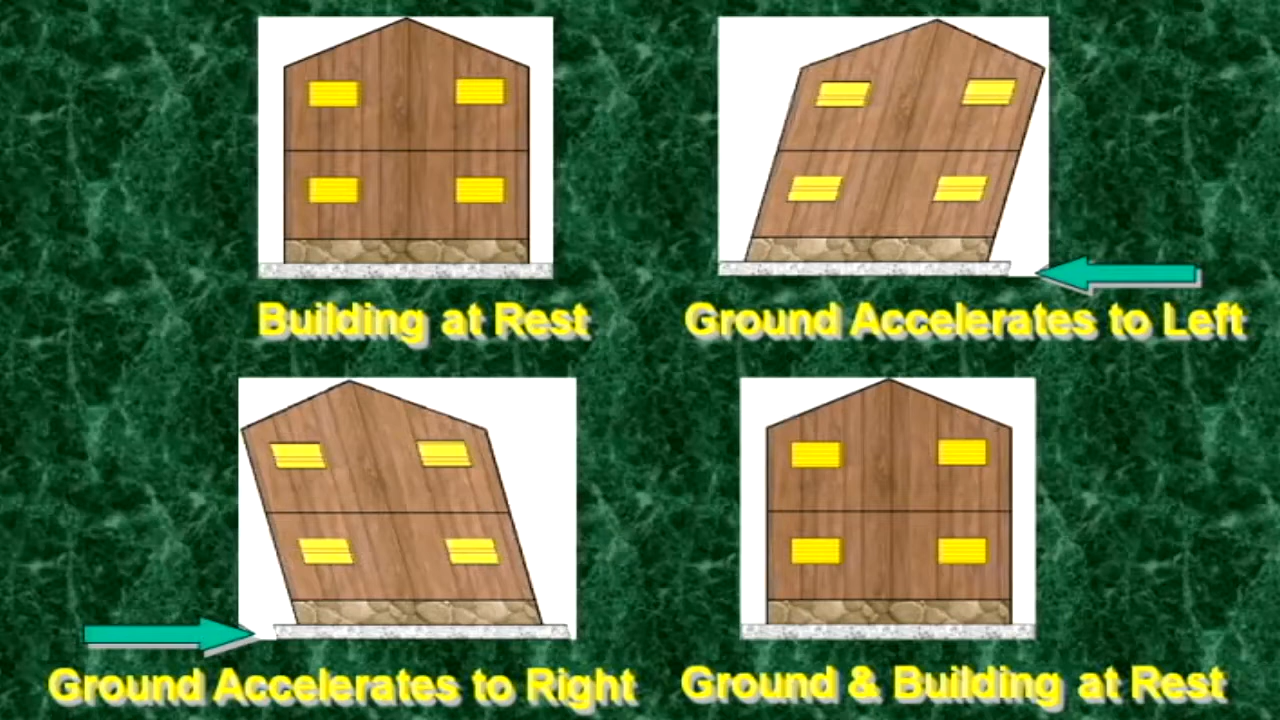 Building at Rest
Ground Accelerates to Left
Ground Accelerates to Right
Ground & Building at Rest